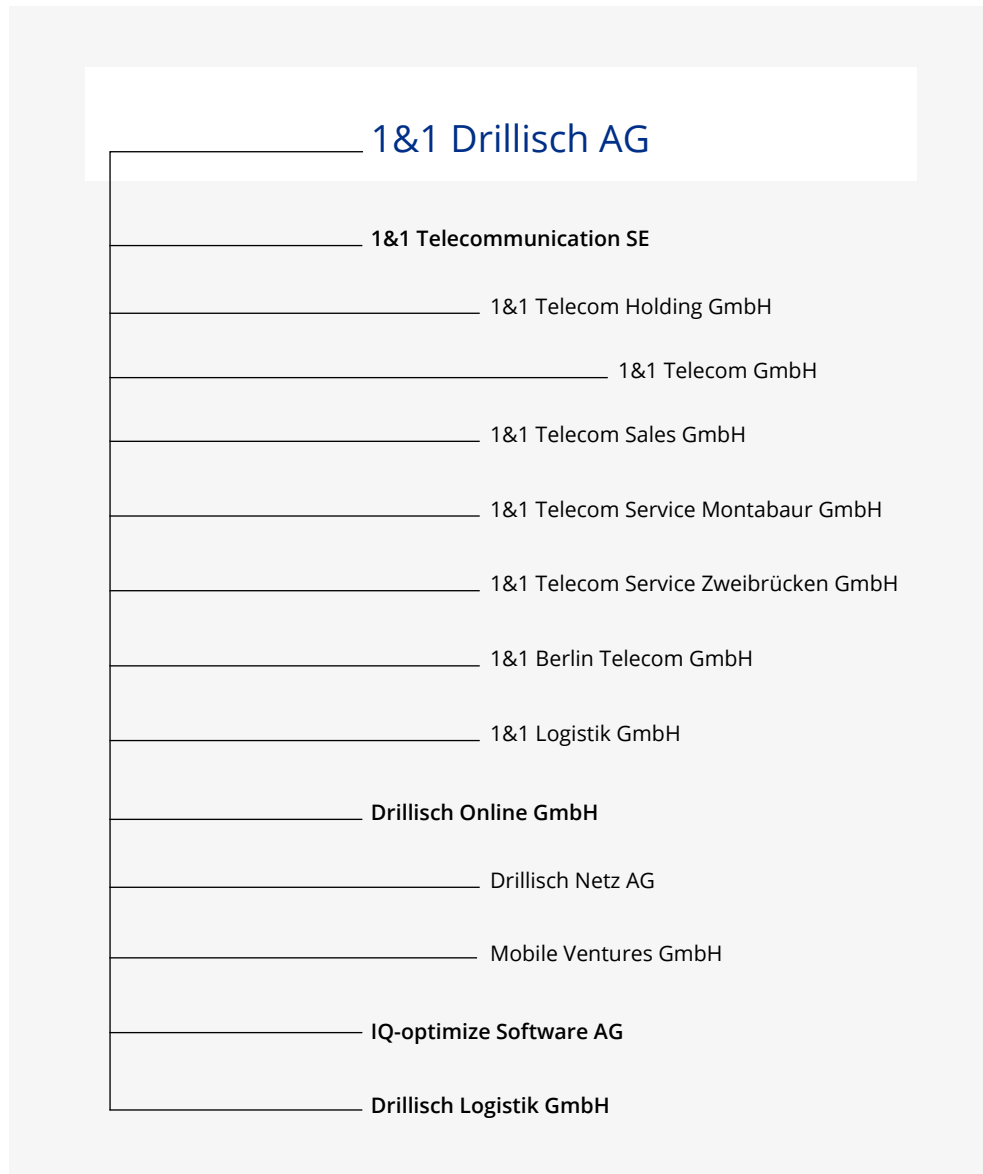 1&1 Drillisch AG
1&1 Telecommunication SE
1&1 Telecom Holding GmbH
1&1 Telecom GmbH
1&1 Telecom Sales GmbH
1&1 Telecom Service Montabaur GmbH
1&1 Telecom Service Zweibrücken GmbH
1&1 Berlin Telecom GmbH
1&1 Logistik GmbH
Drillisch Online GmbH
Drillisch Netz AG
Mobile Ventures GmbH
IQ-optimize Software AG
Drillisch Logistik GmbH